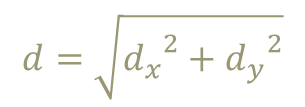 d = √(dₓ² + d_y²)